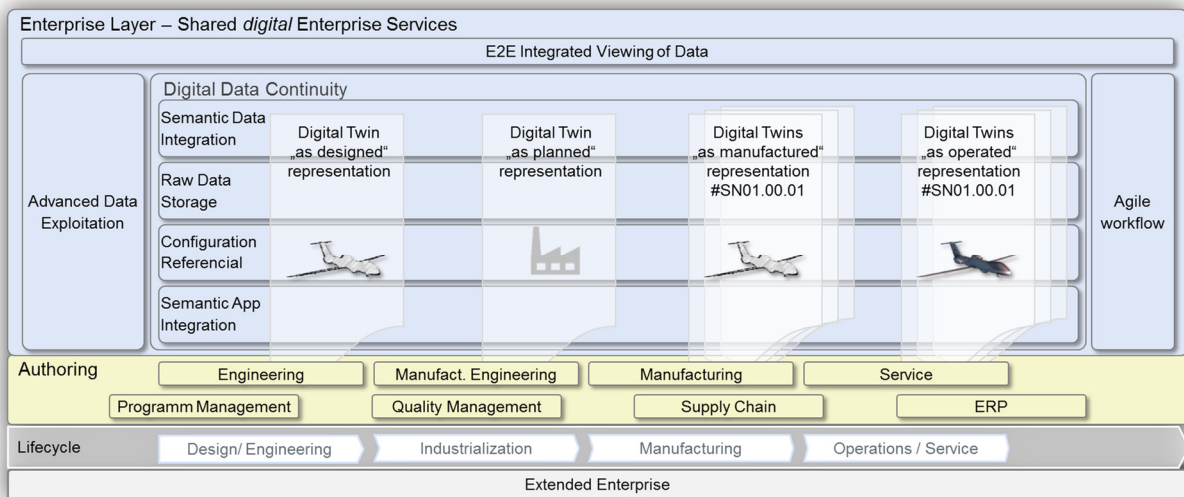 Enterprise Layer – Shared digital Enterprise Services
E2E Integrated Viewing of Data
Advanced Data
Exploitation
Digital Data Continuity
Semantic Data
Integration
Raw Data
Storage
Configuration
Referencial
Semantic App
Integration
Digital Twin
„as designed“
representation
Digital Twin
„as planned“
representation
Digital Twins
„as manufactured“
representation
#SN01.00.01
Digital Twins
„as operated“
representation
#SN01.00.01
Agile
workflow
Authoring
Engineering
Manufact. Engineering
Manufacturing
Service
Programm Management
Quality Management
Supply Chain
ERP
Lifecycle
Design/ Engineering
Industrialization
Manufacturing
Operations / Service
Extended Enterprise